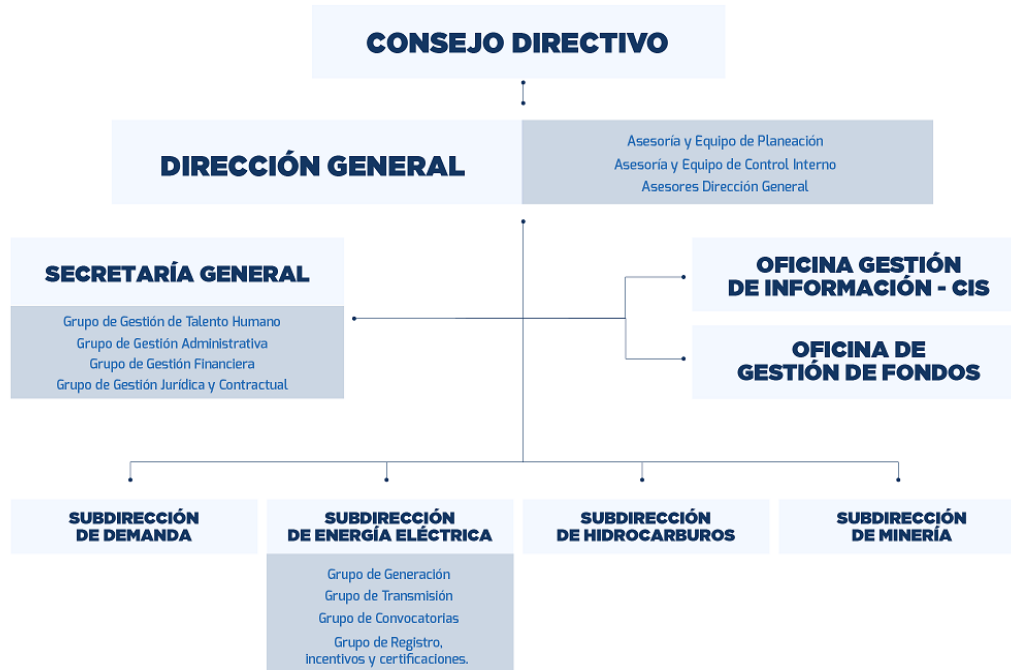 CONSEJO DIRECTIVO
DIRECCIÓN GENERAL
Asesoría y Equipo de Planeación
Asesoría y Equipo de Control Interno
Asesores Dirección General
SECRETARÍA GENERAL
Grupo de Gestión de Talento Humano
Grupo de Gestión Administrativa
Grupo de Gestión Financiera
Grupo de Gestión Jurídica y Contractual
OFICINA GESTIÓN
DE INFORMACIÓN - CIS
OFICINA DE
GESTIÓN DE FONDOS
SUBDIRECCIÓN
DE DEMANDA
SUBDIRECCIÓN
DE ENERGÍA ELÉCTRICA
Grupo de Generación
Grupo de Transmisión
Grupo de Convocatorias
Grupo de Registro,
incentivos y certificaciones.
SUBDIRECCIÓN
DE HIDROCARBUROS
SUBDIRECCIÓN
DE MINERÍA